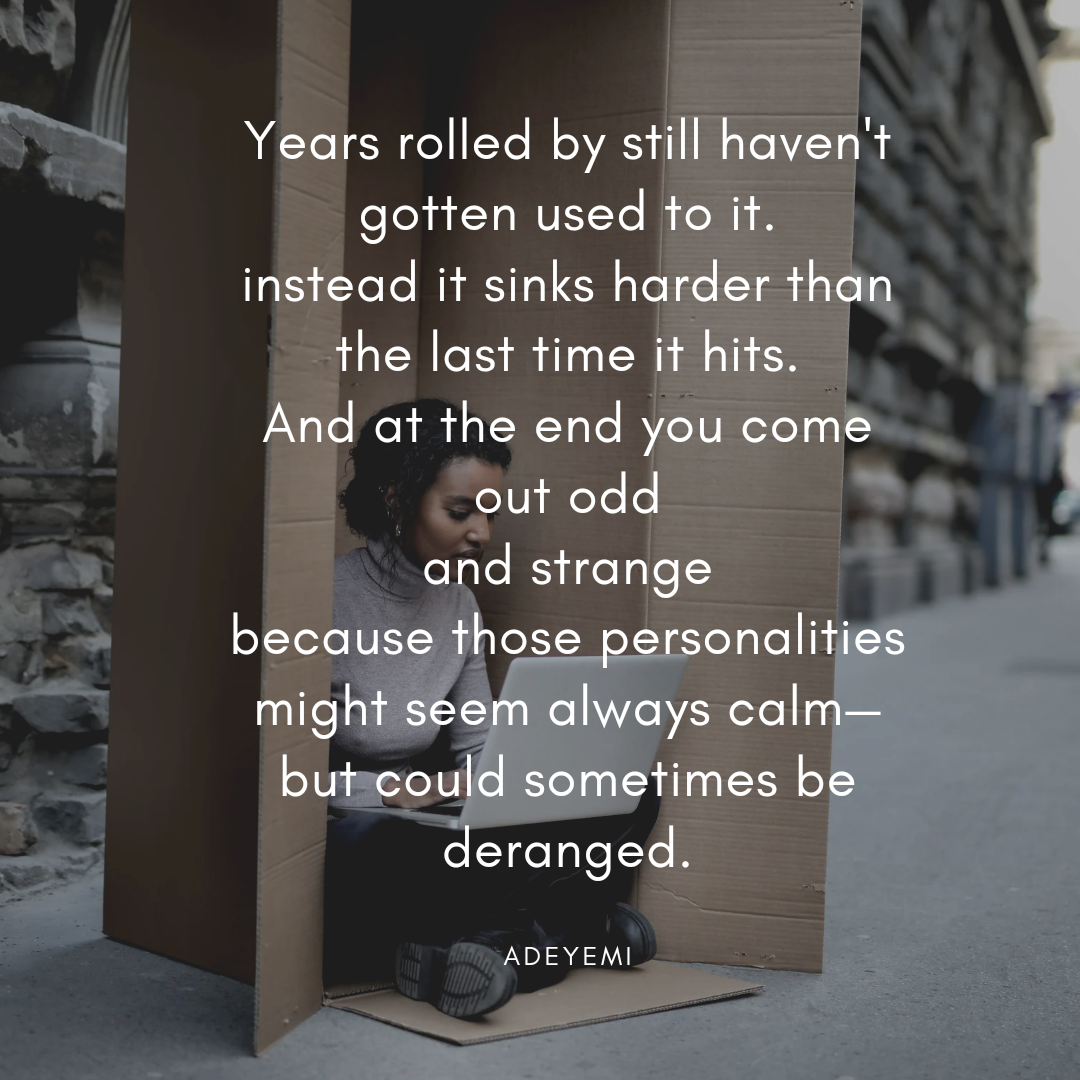 Years rolled by still haven't
gotten used to it.
instead it sinks harder than
the last time it hits.
And at the end you come
out odd
and strange
because those personalities
might seem always calm—
but could sometimes be
deranged.
ADEYEMI